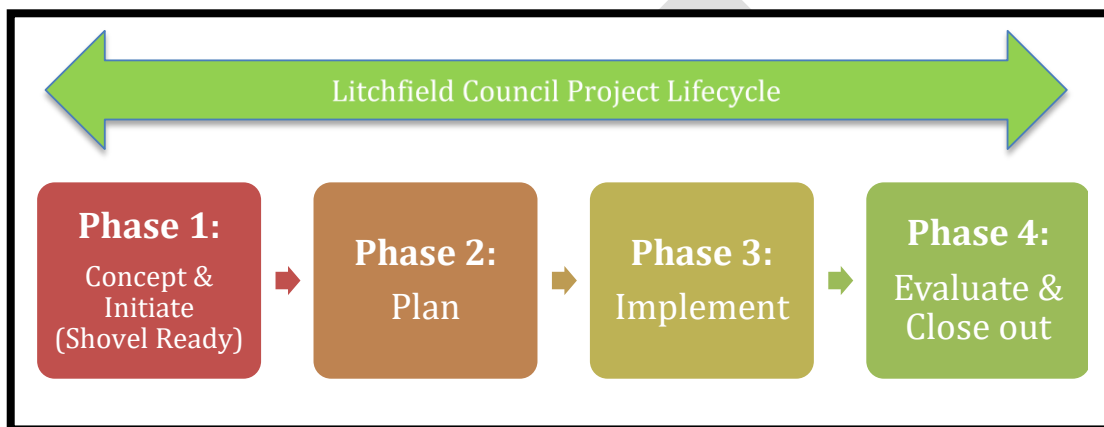 Litchfield Council Project Lifecycle
Phase 1:
Concept &
Initiate
(Shovel Ready)
Phase 2:
Plan
Phase 3:
Implement
Phase 4:
Evaluate &
Close out